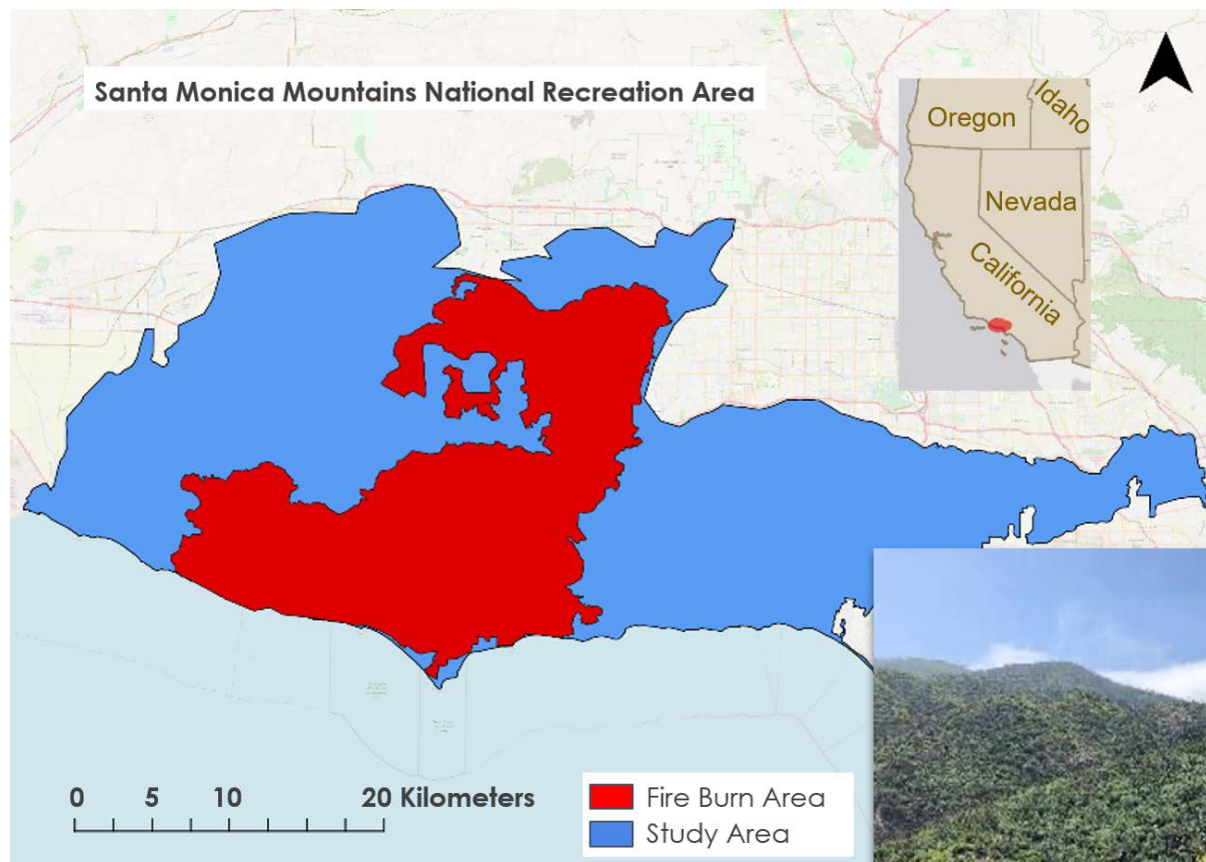 Santa Monica Mountains National Recreation Area
Oregon
Idaho
Nevada
California
0 5 10 20 Kilometers
Fire Burn Area
Study Area